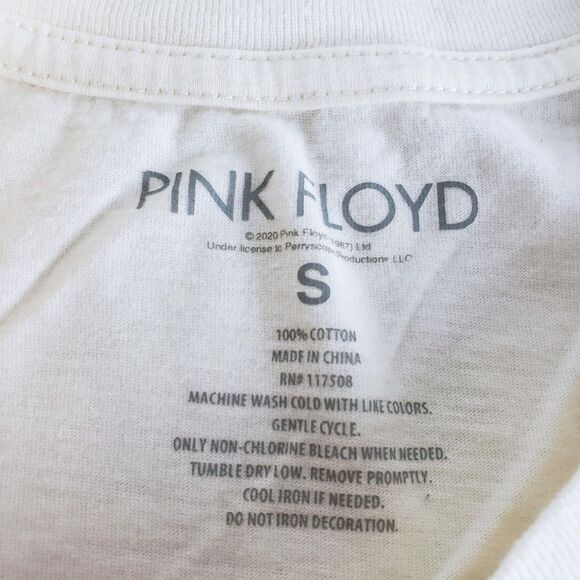 PINK FLOYD
© 2020 Pink Floyd (1987) Ltd
Under license to Perryscope Productions LLC
S
100% COTTON
MADE IN CHINA
RN# 117508
MACHINE WASH COLD WITH LIKE COLORS.
GENTLE CYCLE.
ONLY NON-CHLORINE BLEACH WHEN NEEDED.
TUMBLE DRY LOW. REMOVE PROMPTLY.
COOL IRON IF NEEDED.
DO NOT IRON DECORATION.